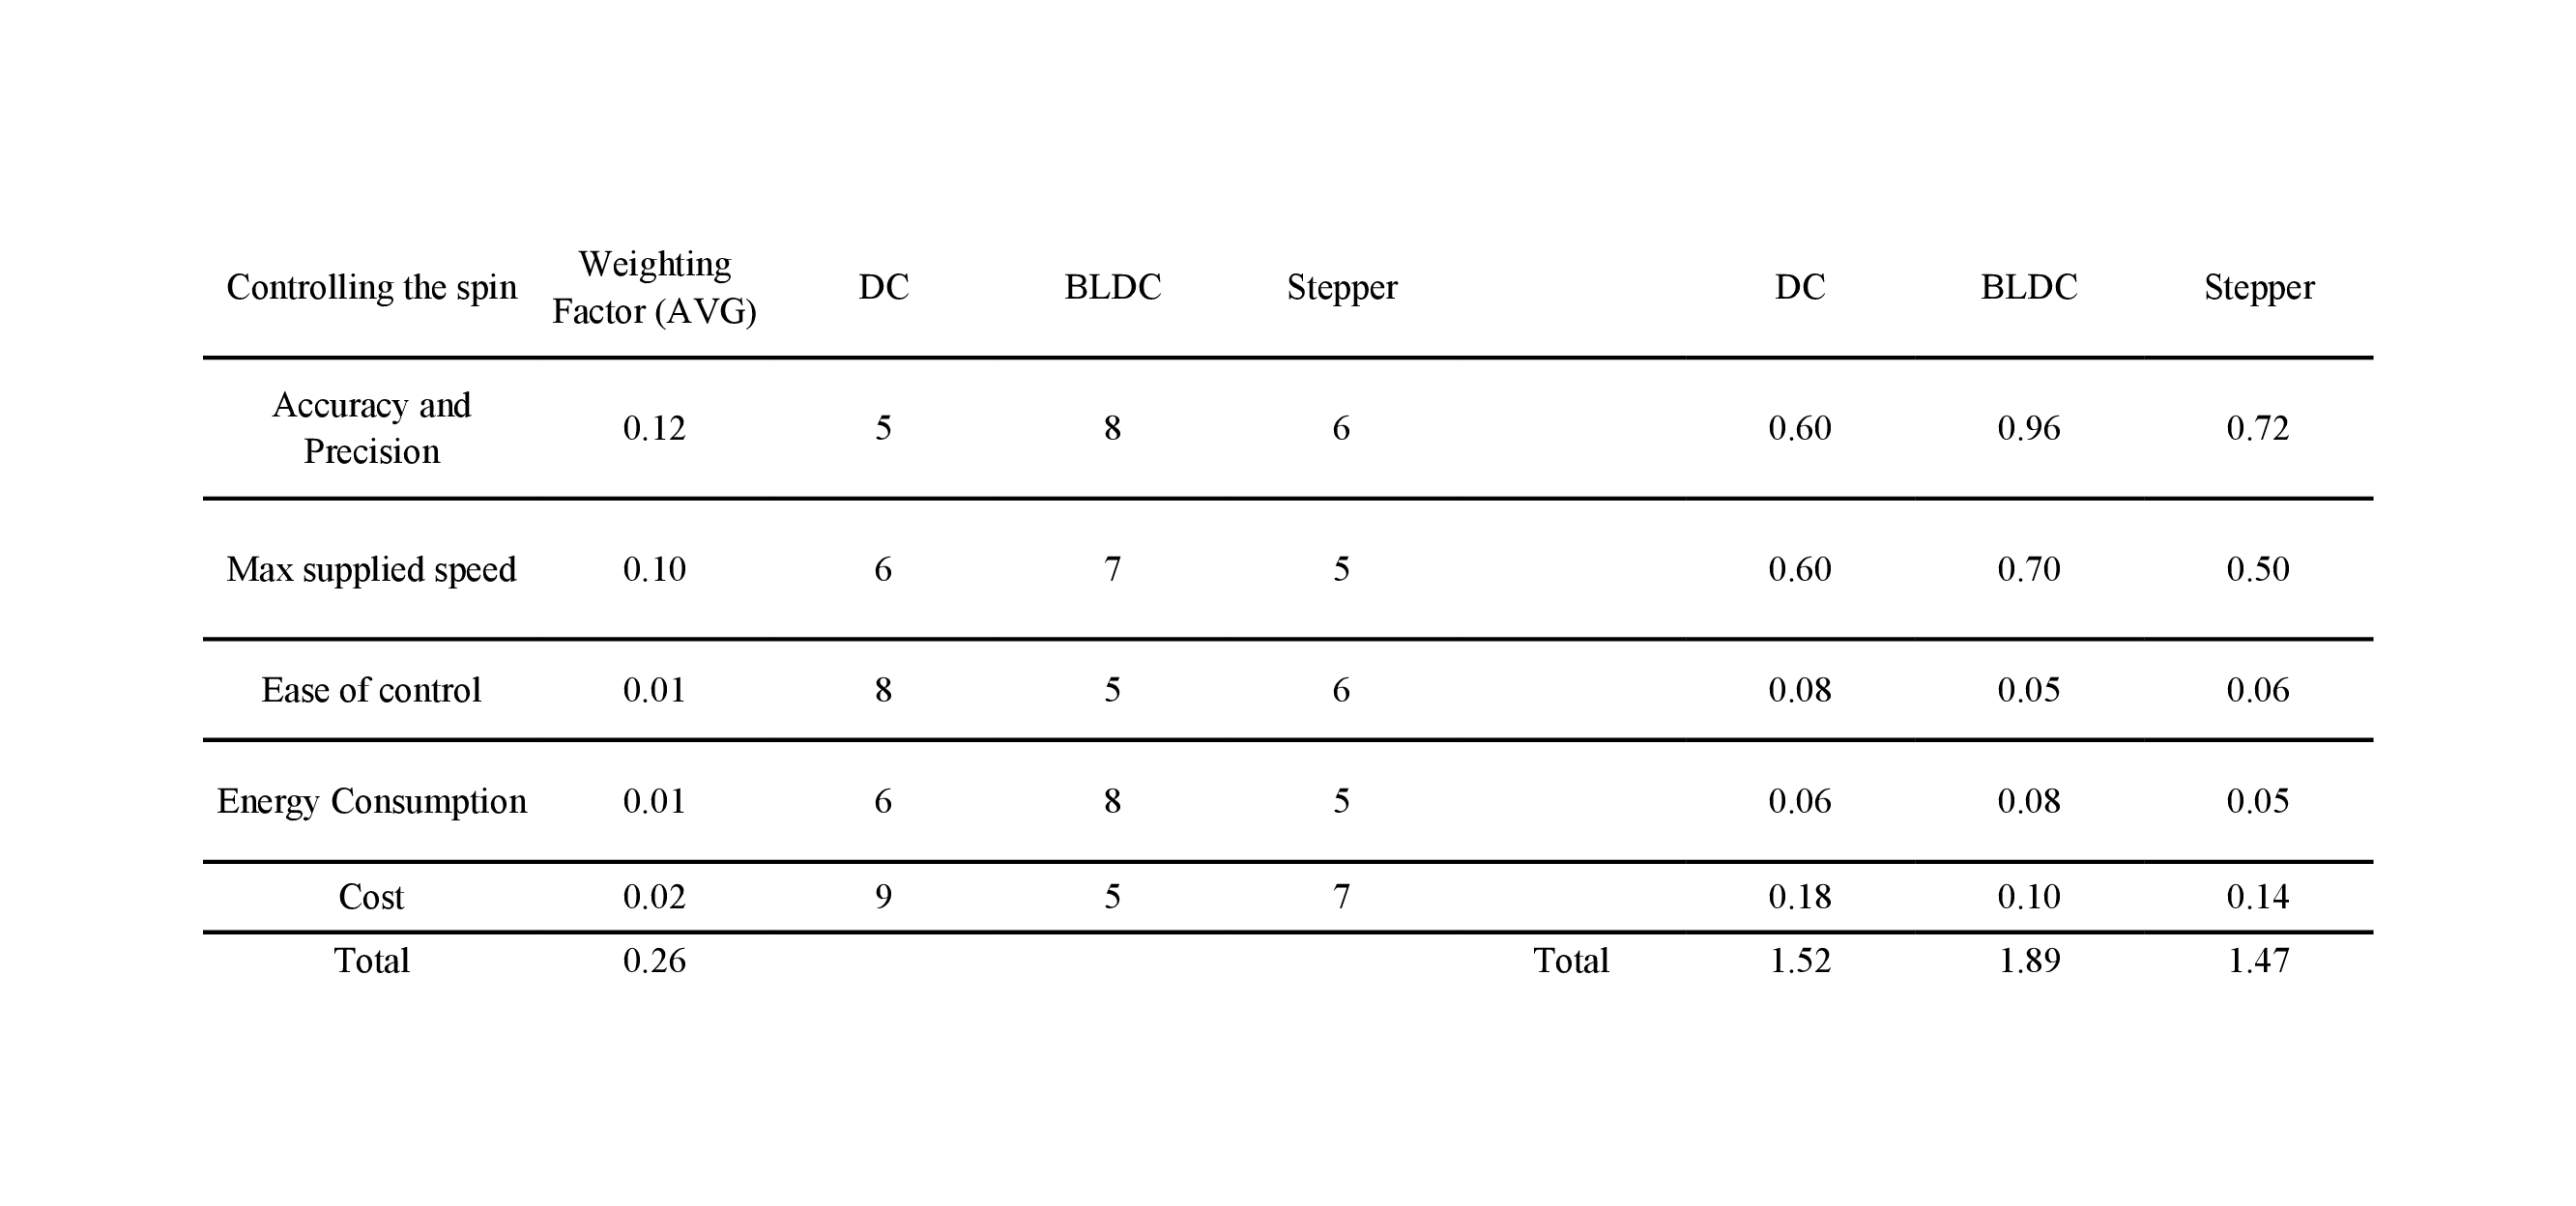 Controlling the spin Weighting Factor (AVG) DC BLDC Stepper DC BLDC Stepper
Accuracy and Precision 0.12 5 8 6 0.60 0.96 0.72
Max supplied speed 0.10 6 7 5 0.60 0.70 0.50
Ease of control 0.01 8 5 6 0.08 0.05 0.06
Energy Consumption 0.01 6 8 5 0.06 0.08 0.05
Cost 0.02 9 5 7 0.18 0.10 0.14
Total 0.26 Total 1.52 1.89 1.47